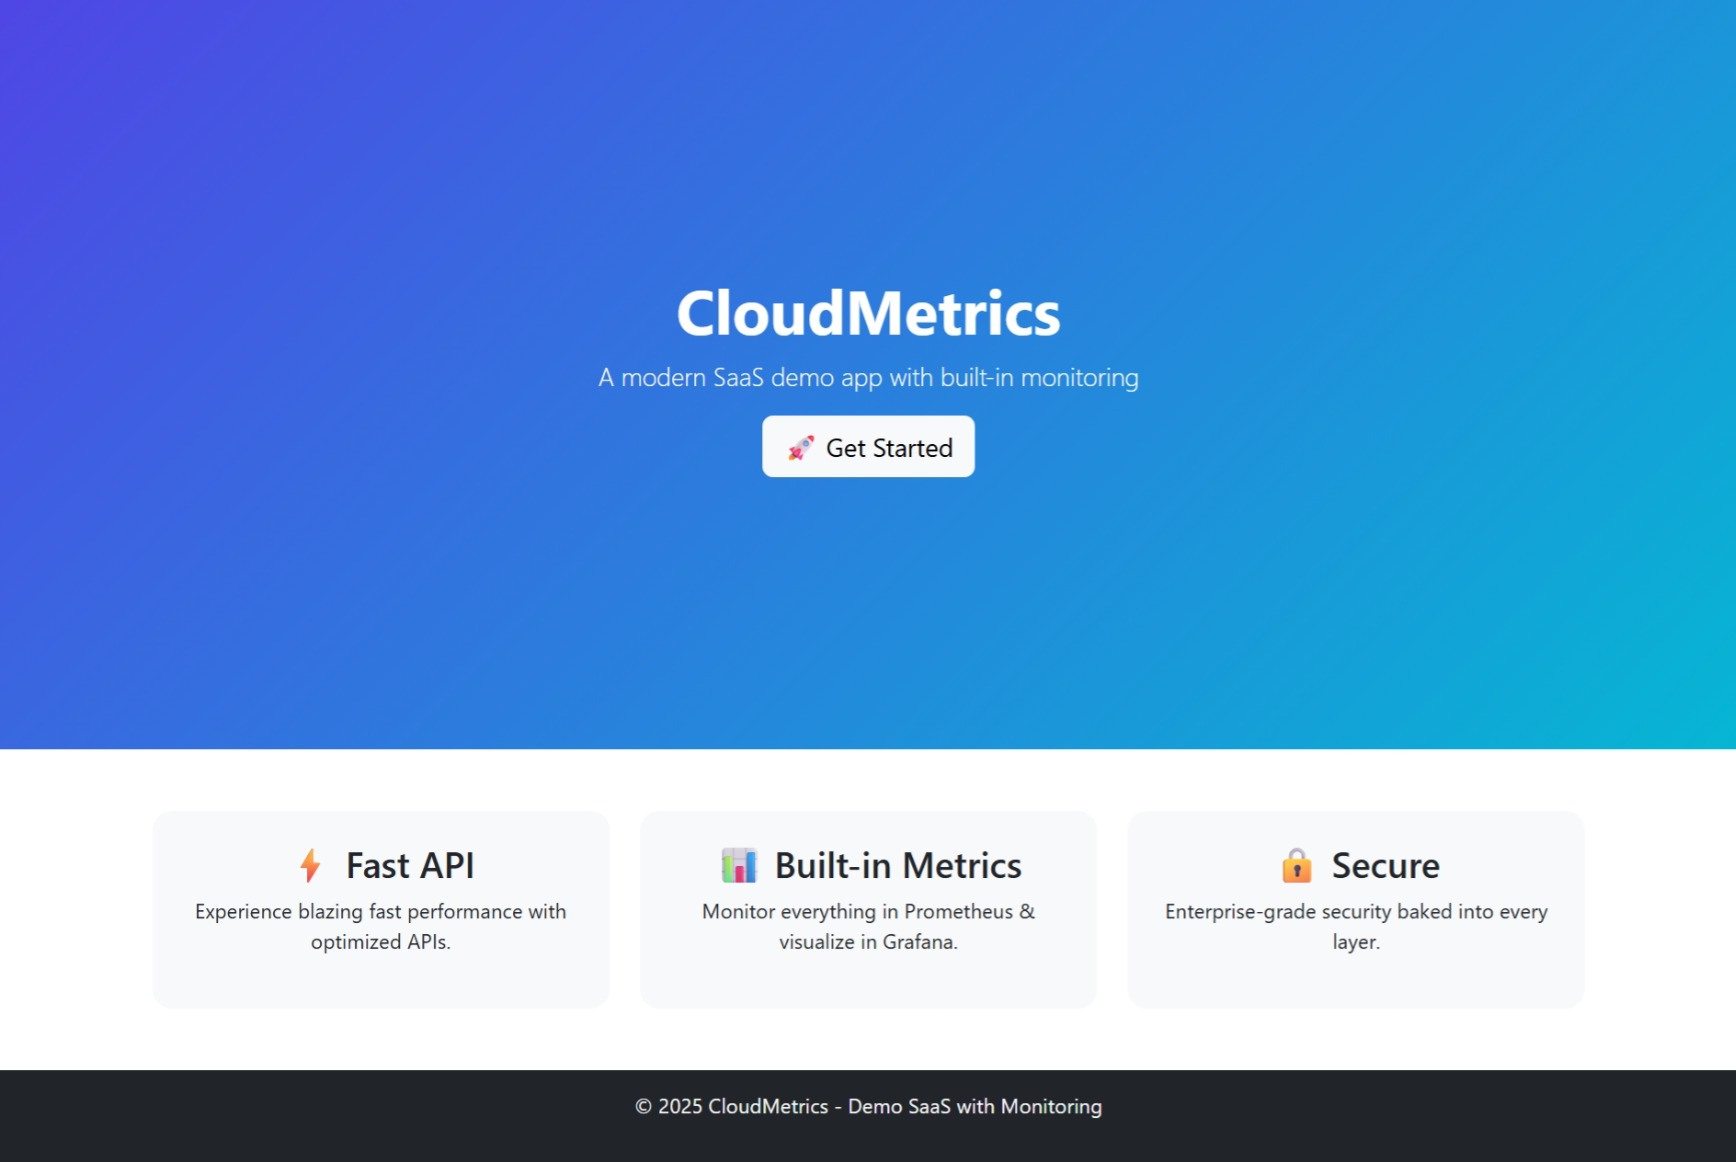 CloudMetrics
A modern SaaS demo app with built-in monitoring
🚀 Get Started
⚡ Fast API
Experience blazing fast performance with
optimized APIs.
📊 Built-in Metrics
Monitor everything in Prometheus &
visualize in Grafana.
🔒 Secure
Enterprise-grade security baked into every
layer.
© 2025 CloudMetrics - Demo SaaS with Monitoring